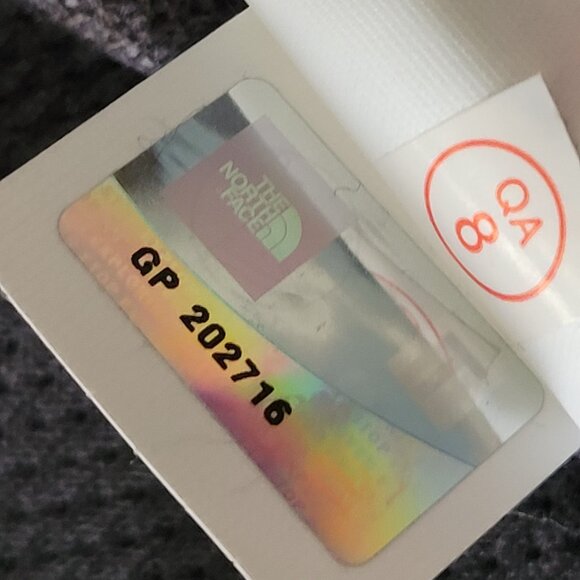 THE
NORTH
FACE
GP 202716
QA
8